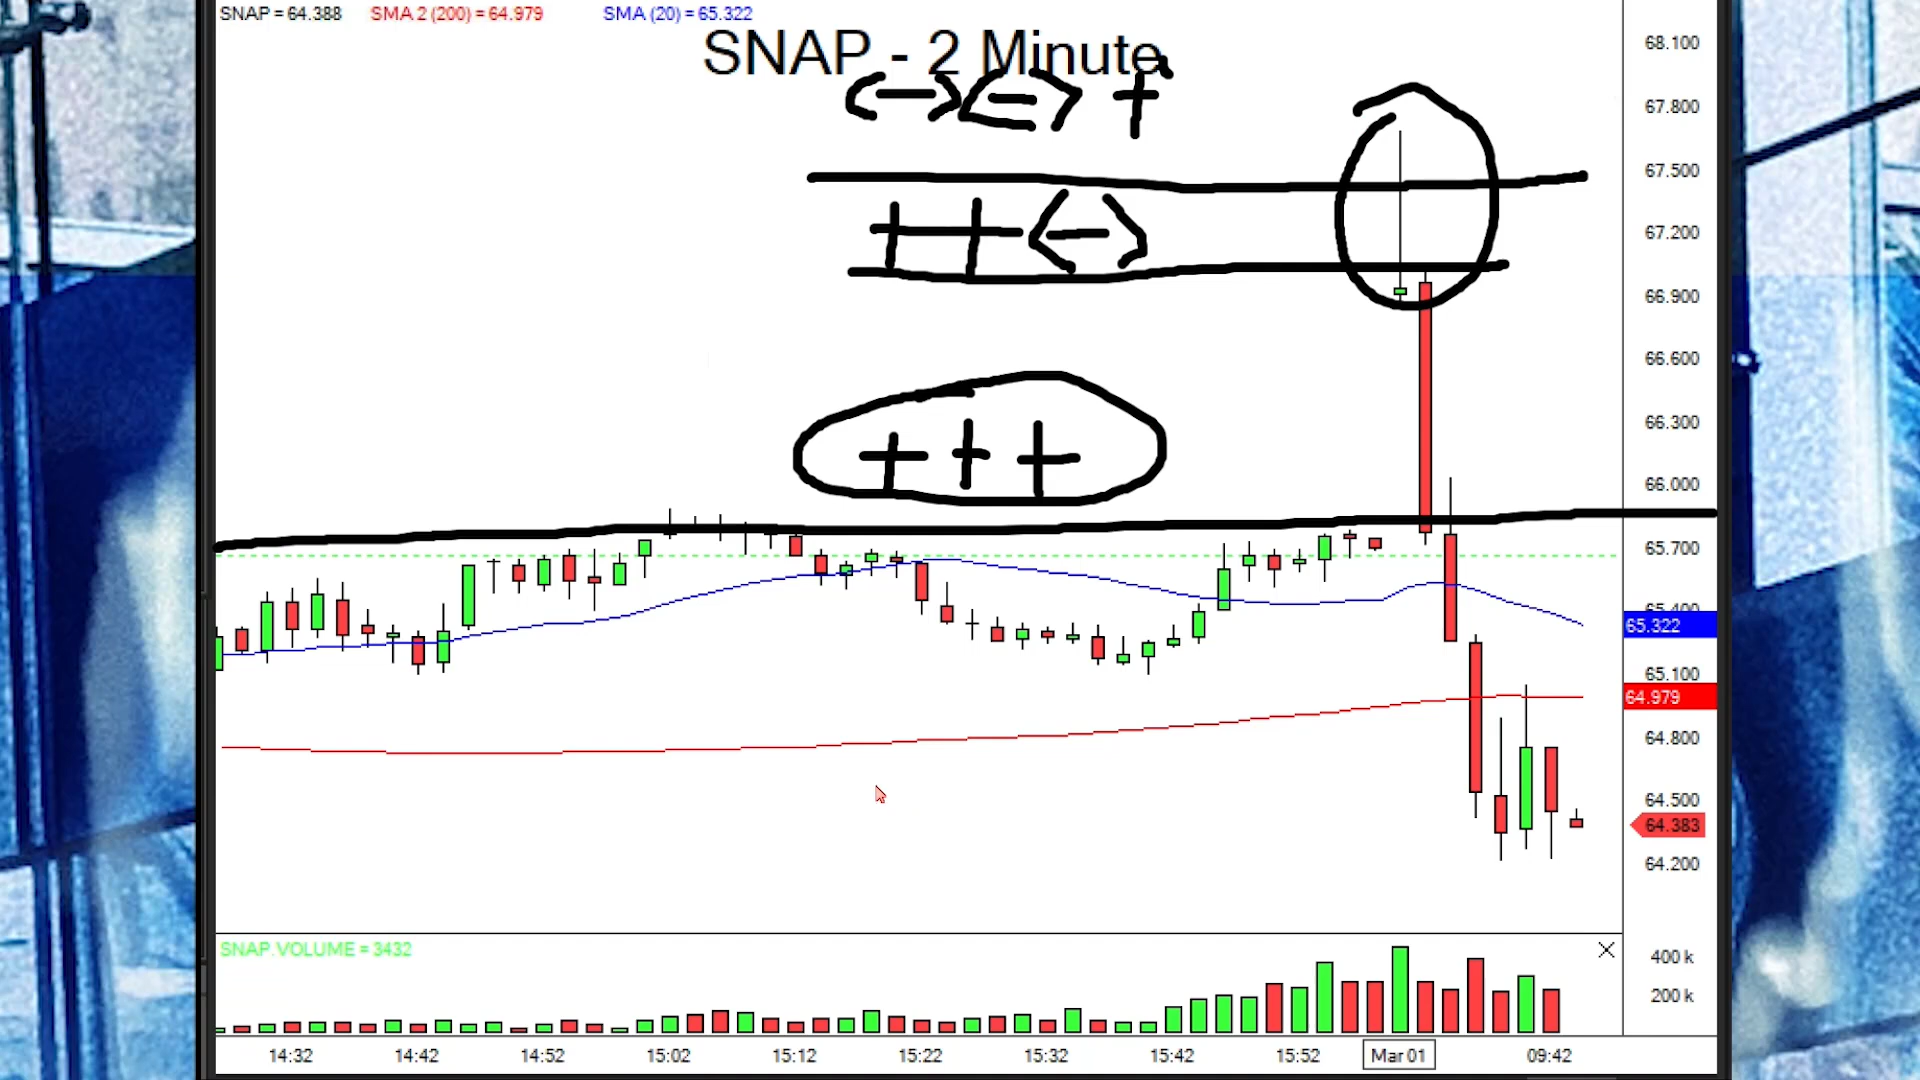 SNAP = 64.388 SMA 2 (200) = 64.979 SMA (20) = 65.322
SNAP - 2 Minute
(-) (-) +
+ + (-)
+ + +
68.100
67.800
67.500
67.200
66.900
66.600
66.300
66.000
65.700
65.400
65.322
65.100
64.979
64.800
64.500
64.383
64.200
SNAP.VOLUME = 3432
400 k
200 k
14:32 14:42 14:52 15:02 15:12 15:22 15:32 15:42 15:52 Mar 01 09:42